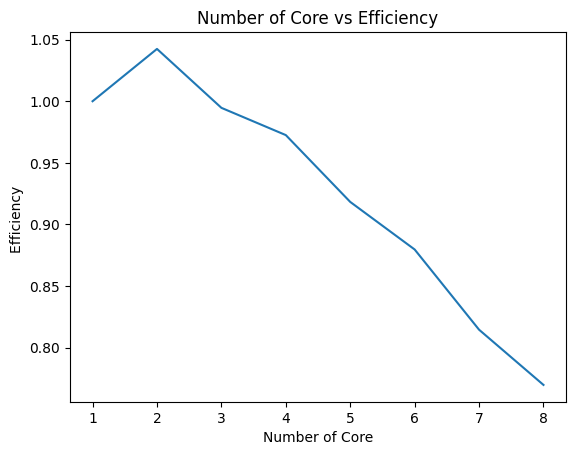 Number of Core vs Efficiency
1.05
1.00
0.95
0.90
0.85
0.80
Efficiency
1 2 3 4 5 6 7 8
Number of Core